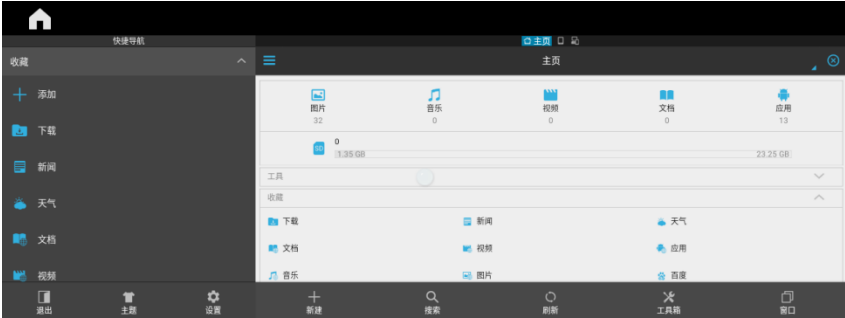 快捷导航
主页
收藏
添加
下载
新闻
天气
文档
视频
退出
主题
设置
主页
图片
32
音乐
0
视频
0
文档
0
应用
13
SD
0
1.35 GB
23.25 GB
工具
收藏
下载
新闻
天气
文档
视频
应用
音乐
图片
百度
新建
搜索
刷新
工具箱
窗口